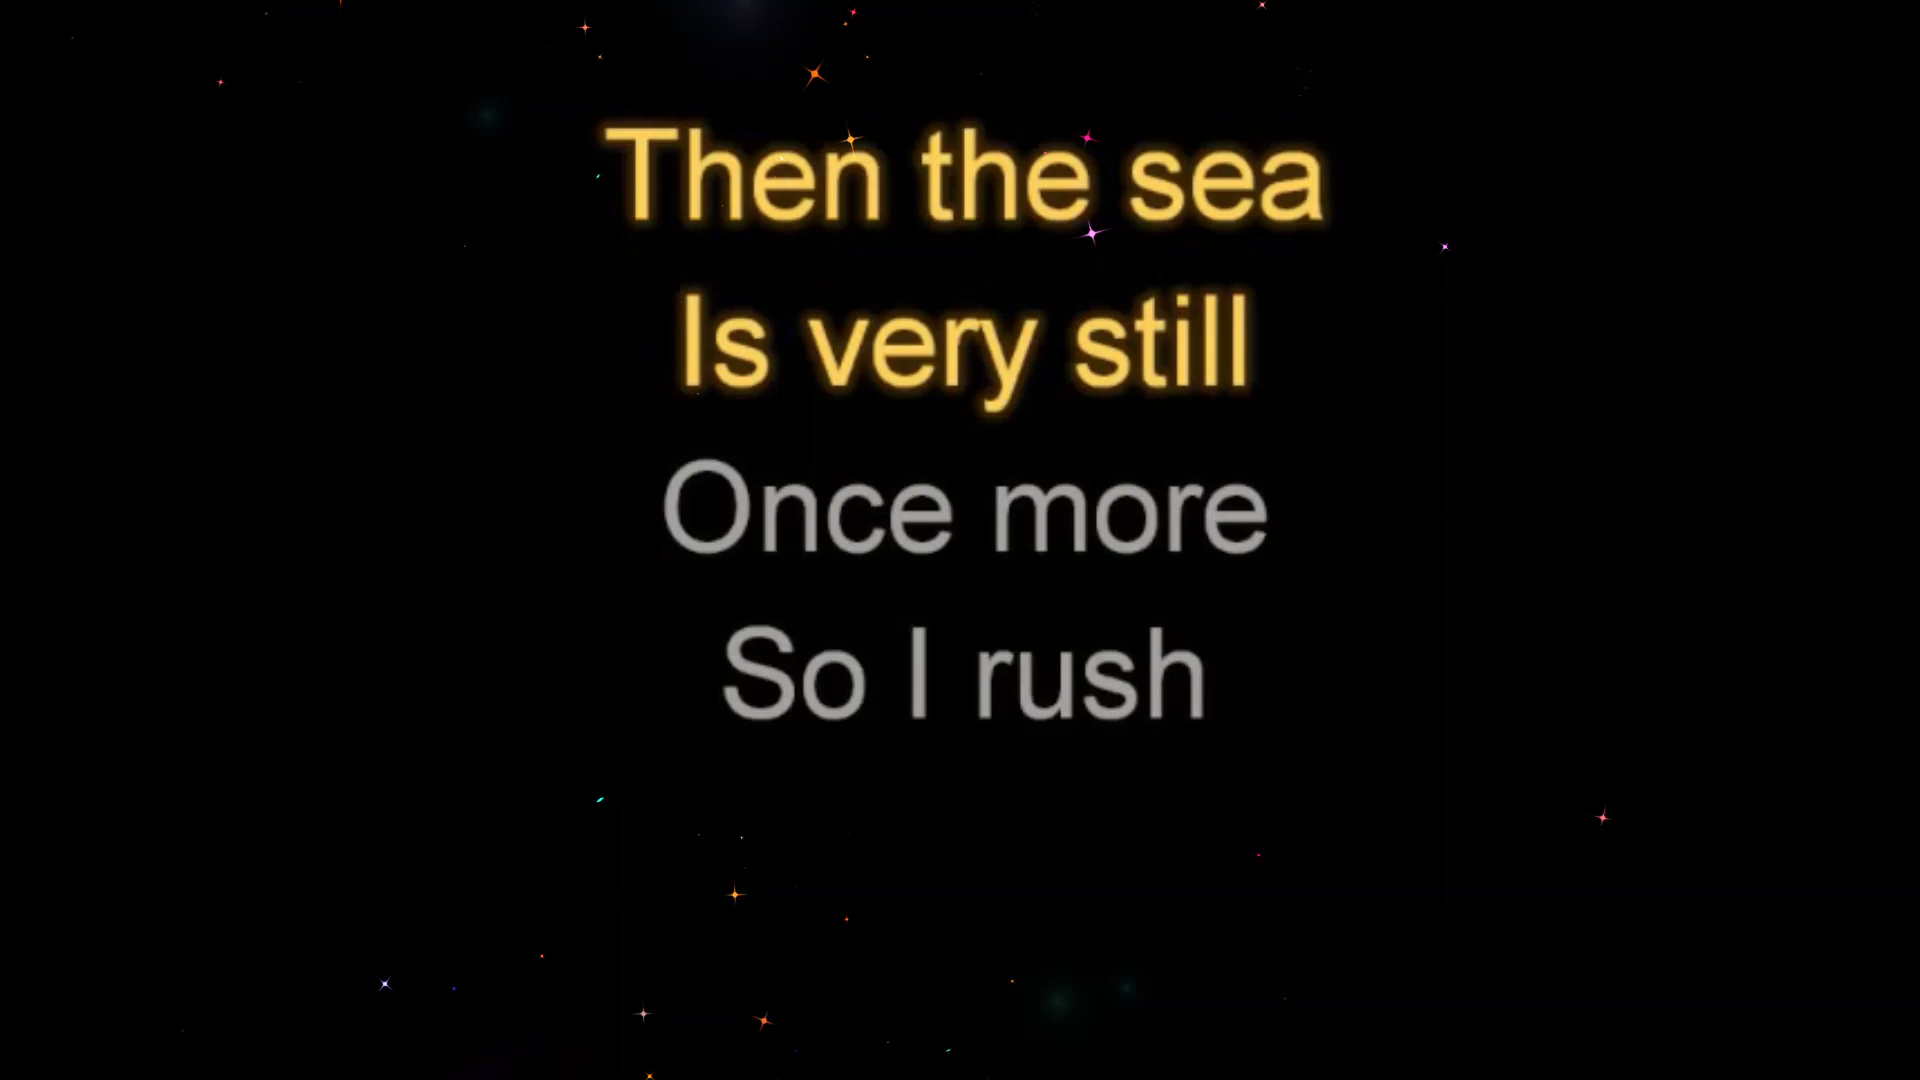 Then the sea
Is very still
Once more
So I rush